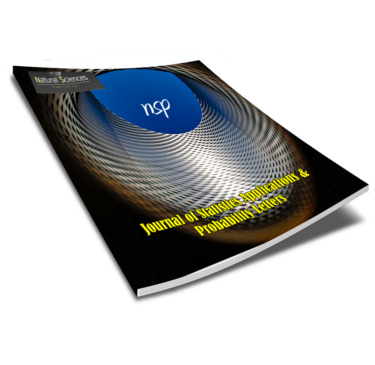 Natural Sciences
nsp
Journal of Statistics Applications &
Probability Letters